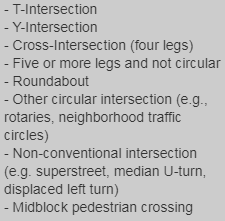 - T-Intersection
- Y-Intersection
- Cross-Intersection (four legs)
- Five or more legs and not circular
- Roundabout
- Other circular intersection (e.g.,
rotaries, neighborhood traffic
circles)
- Non-conventional intersection
(e.g. superstreet, median U-turn,
displaced left turn)
- Midblock pedestrian crossing